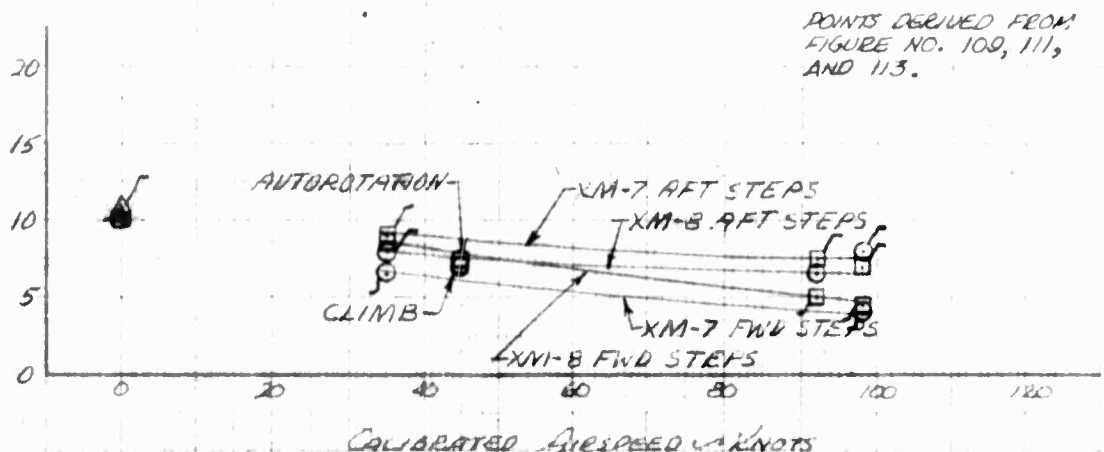 POINTS DERIVED FROM
FIGURE NO. 109, 111,
AND 113.
20
15
10
5
0
AUTOROTATION
XM-7 AFT STEPS
XM-8 AFT STEPS
CLIMB
XM-7 FWD STEPS
XM-8 FWD STEPS
0 20 40 60 80 100 120
CALIBRATED AIRSPEED ~ KNOTS